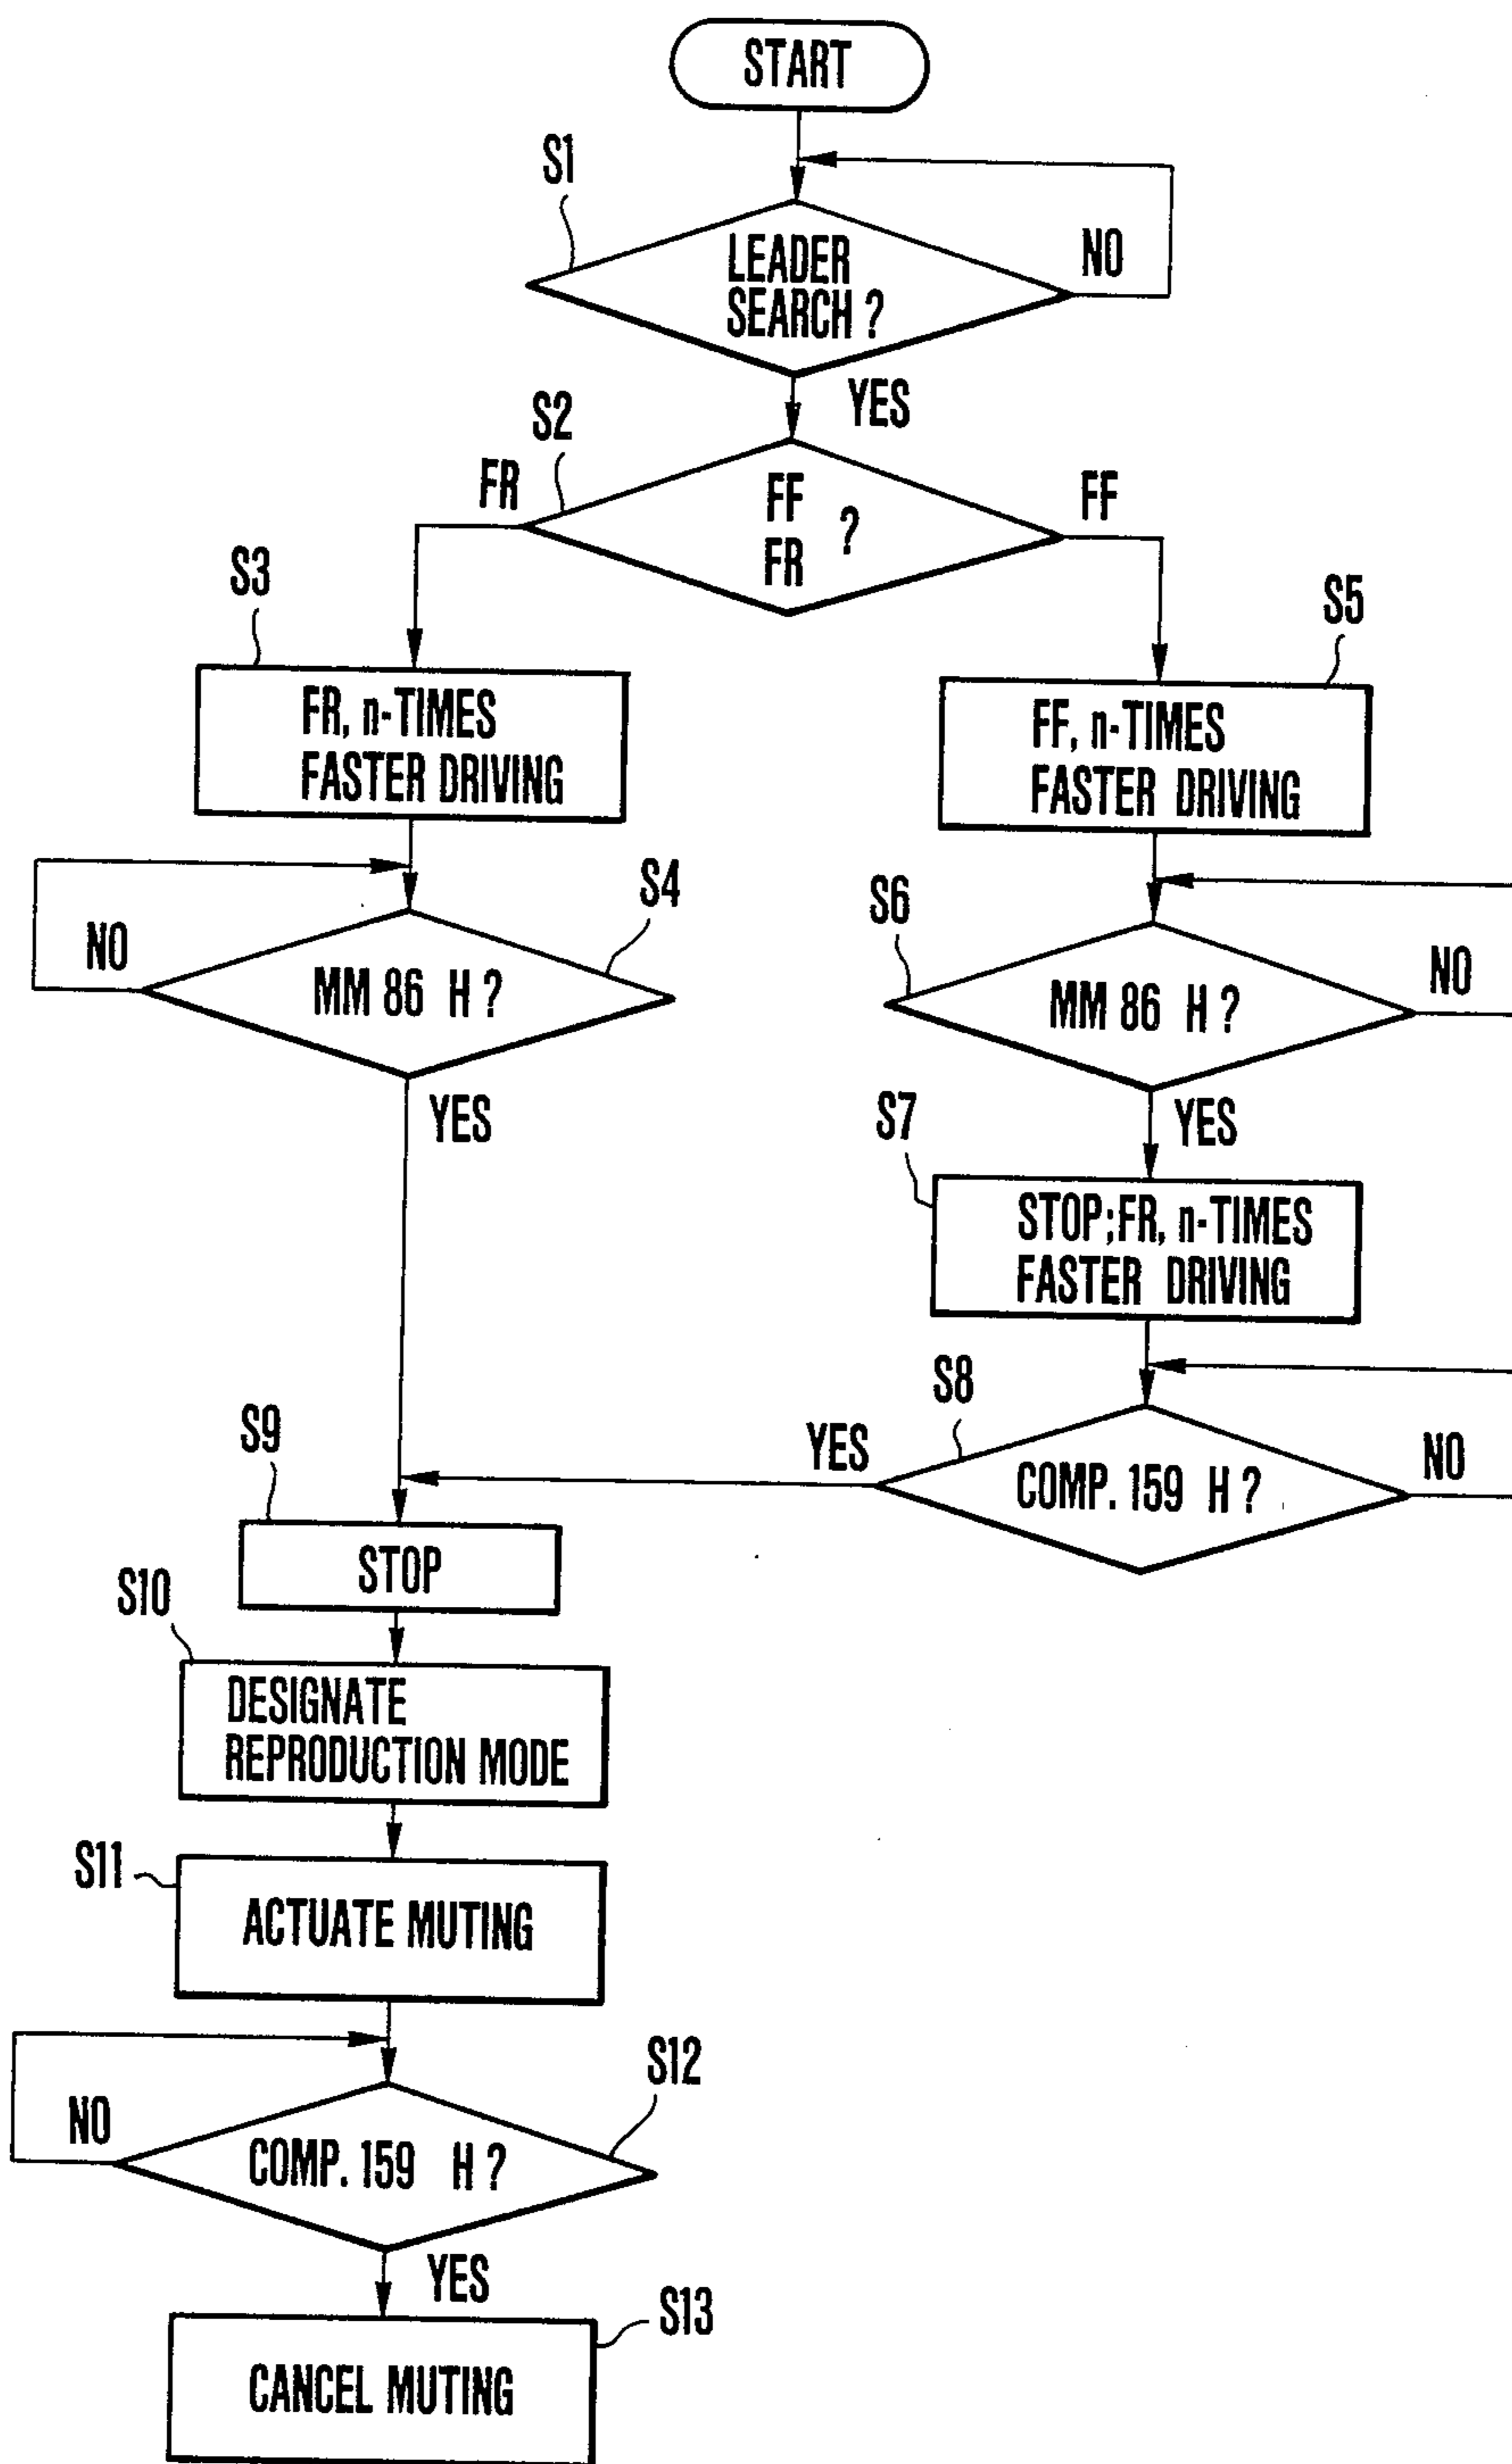 START
S1
LEADER
SEARCH ?
NO
YES
S2
FR
FF
FR ?
FF
S3
FR, n-TIMES
FASTER DRIVING
S5
FF, n-TIMES
FASTER DRIVING
NO
S4
MM 86 H ?
YES
S6
MM 86 H ?
NO
YES
S7
STOP;FR, n-TIMES
FASTER DRIVING
S8
YES
COMP. 159 H ?
NO
S9
STOP
S10
DESIGNATE
REPRODUCTION MODE
S11
ACTUATE MUTING
S12
NO
COMP. 159 H ?
YES
S13
CANCEL MUTING